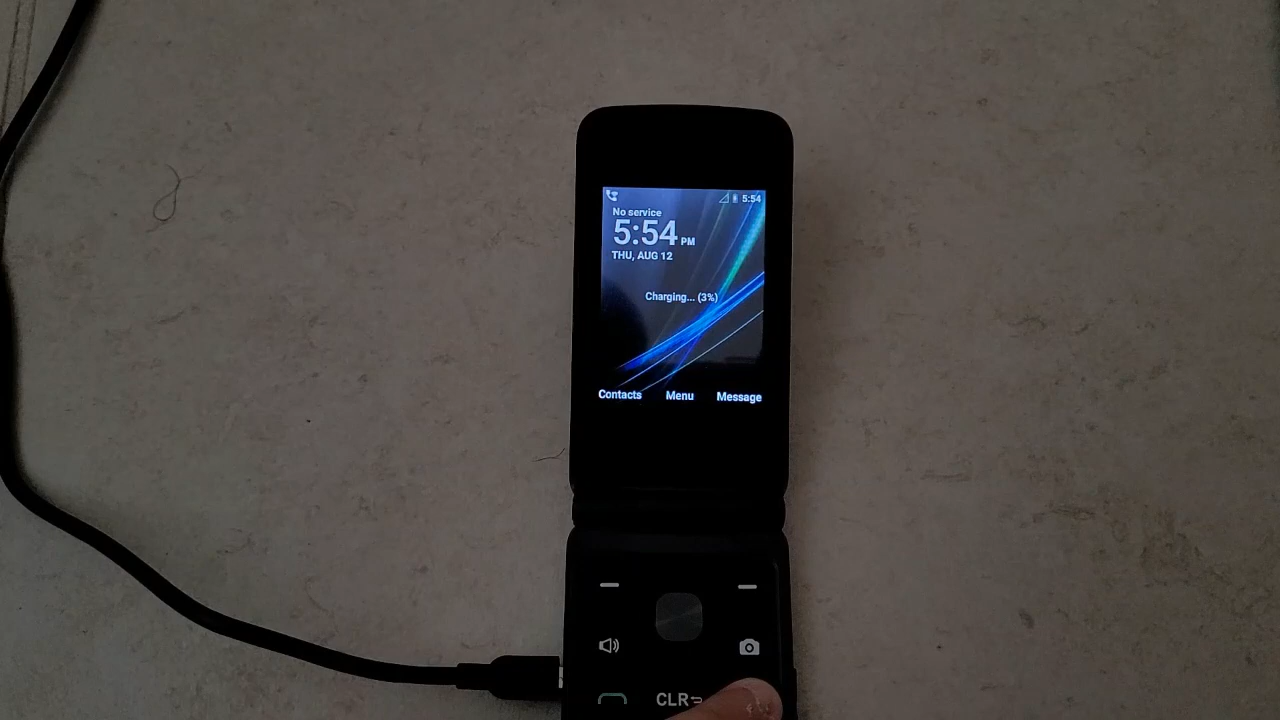 5:54
No service
5:54 PM
THU, AUG 12
Charging... (3%)
Contacts Menu Message
CLR